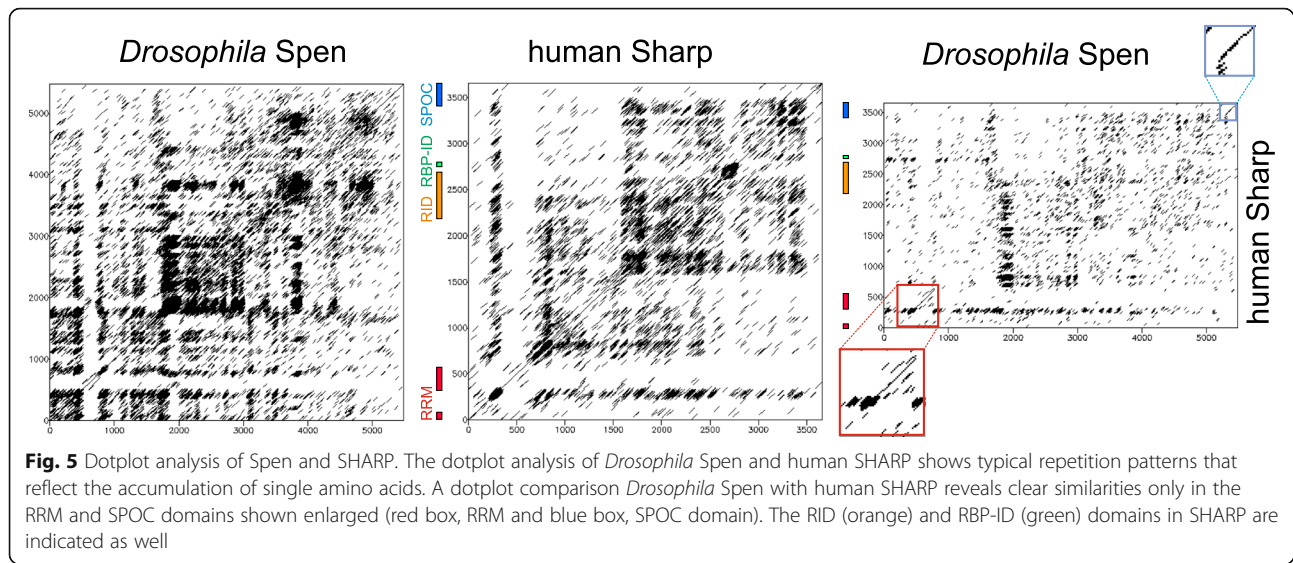 Drosophila Spen
human Sharp
Drosophila Spen
5000
4000
3000
2000
1000
0
0 1000 2000 3000 4000 5000
SPOC
RBP-ID
RID
RRM
3500
3000
2500
2000
1500
1000
500
0
0 500 1000 1500 2000 2500 3000 3500
3500
3000
2500
2000
1500
1000
500
0
0 1000 2000 3000 4000 5000
human Sharp
Fig. 5 Dotplot analysis of Spen and SHARP. The dotplot analysis of Drosophila Spen and human SHARP shows typical repetition patterns that
reflect the accumulation of single amino acids. A dotplot comparison Drosophila Spen with human SHARP reveals clear similarities only in the
RRM and SPOC domains shown enlarged (red box, RRM and blue box, SPOC domain). The RID (orange) and RBP-ID (green) domains in SHARP are
indicated as well